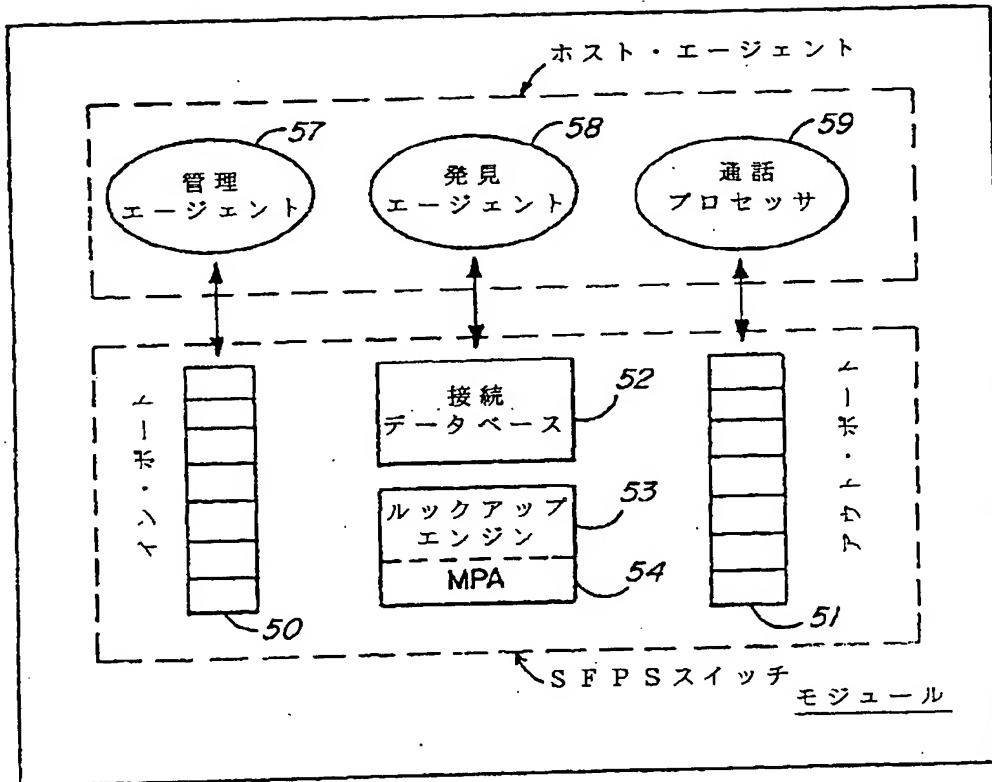 ホスト・エージェント
57
58
59
管理
エージェント
発見
エージェント
通話
プロセッサ
イン・ポート
接続
データベース
52
ルックアップ
エンジン
53
MPA
54
アウト・ポート
50
51
SFPSスイッチ
モジュール